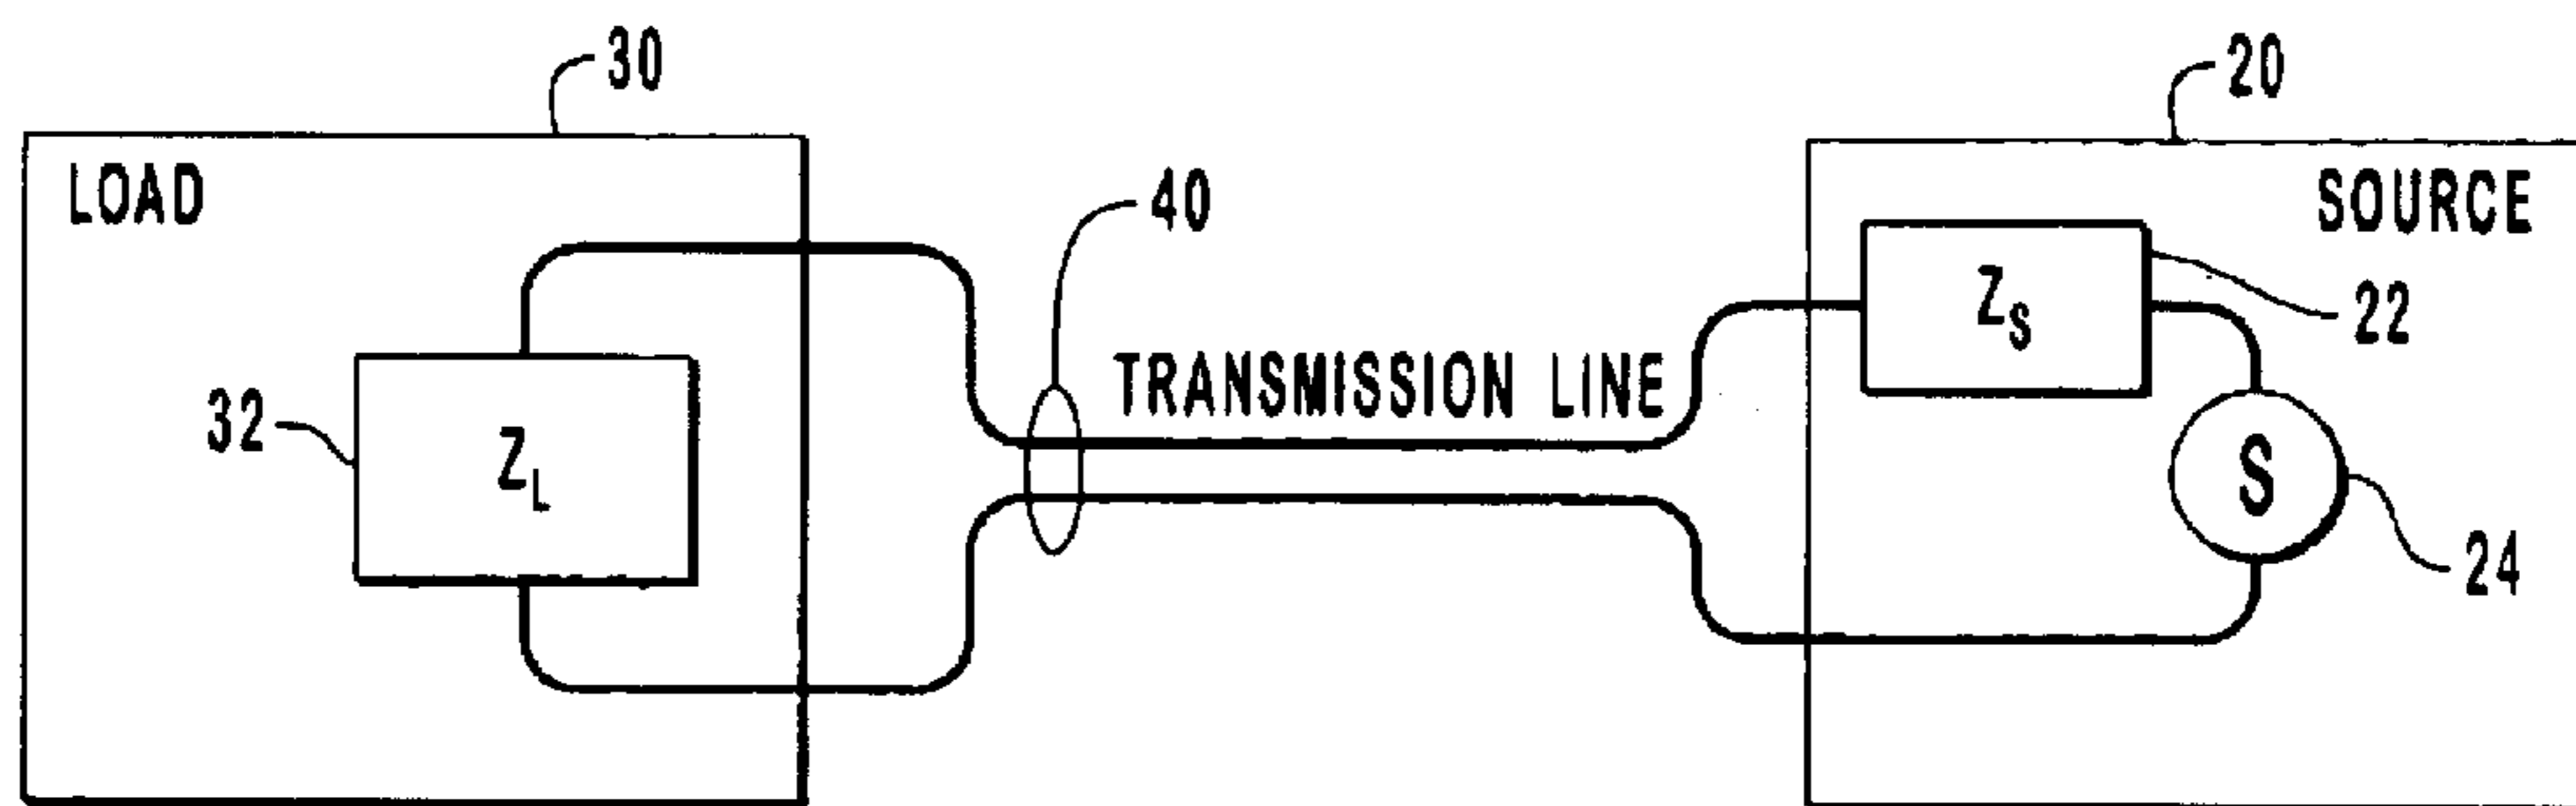 30
20
LOAD
SOURCE
40
Z_S
22
TRANSMISSION LINE
32
Z_L
S
24